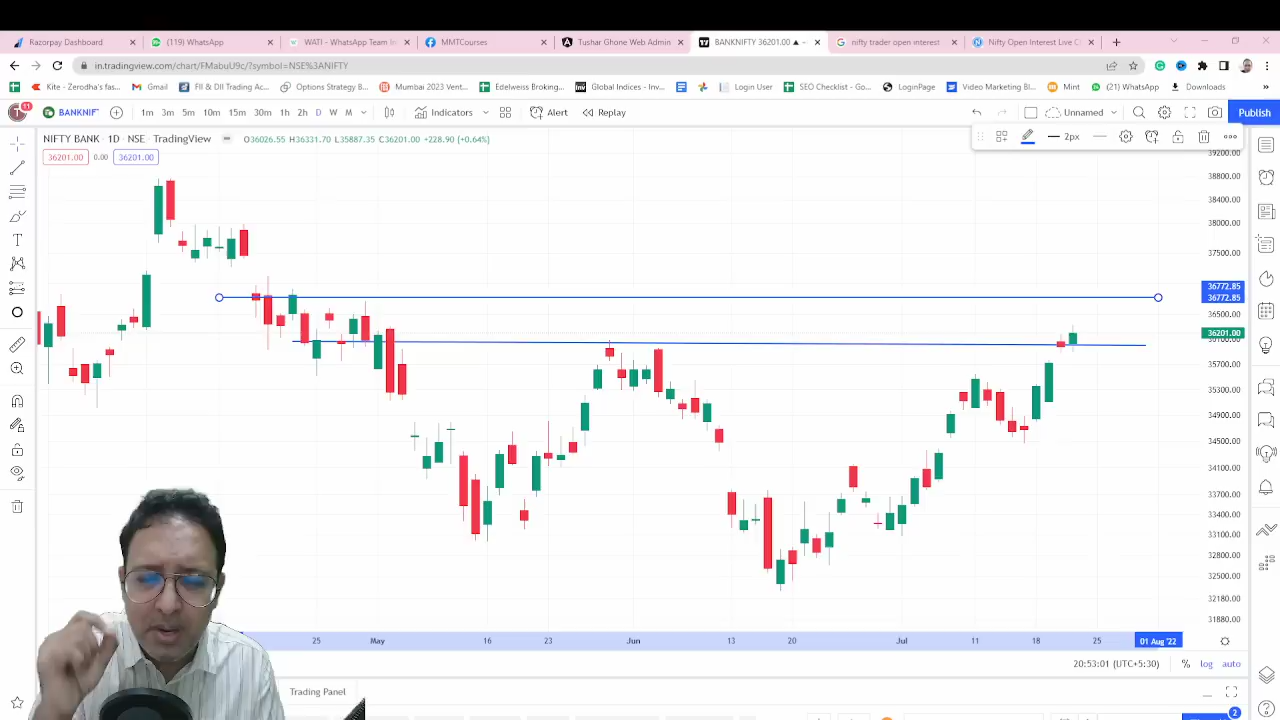 Razorpay Dashboard
(119) WhatsApp
WATI - WhatsApp Team I
MMTCourses
Tushar Ghone Web Admin
BANKNIFTY 36201.00 ▲
nifty trader open interest
Nifty Open Interest Live C
in.tradingview.com/chart/FMabuU9c/?symbol=NSE%3ANIFTY
Kite - Zerodha's fas...
Gmail
FII & DII Trading Ac...
Options Strategy B...
Mumbai 2023 Vent...
Edelweiss Broking...
Global Indices - Inv...
Login User
SEO Checklist - Go...
LoginPage
Video Marketing Bl...
Mint
(21) WhatsApp
Downloads
»
11
BANKNIF
1m 3m 5m 10m 15m 30m 1h 2h D W M
Indicators
Alert
Replay
Unnamed
Publish
NIFTY BANK · 1D · NSE · TradingView
O36026.55 H36331.70 L35887.35 C36201.00 +228.90 (+0.64%)
2px
36201.00 0.00 36201.00
39200.00
38800.00
38400.00
38000.00
37500.00
36772.85
36772.85
36500.00
36201.00
36100.00
35700.00
35300.00
34900.00
34500.00
34100.00
33700.00
33400.00
33100.00
32800.00
32500.00
32180.00
31880.00
25 May 16 23 Jun 13 20 Jul 11 18 25 01 Aug '22
20:53:01 (UTC+5:30) % log auto
Trading Panel
2